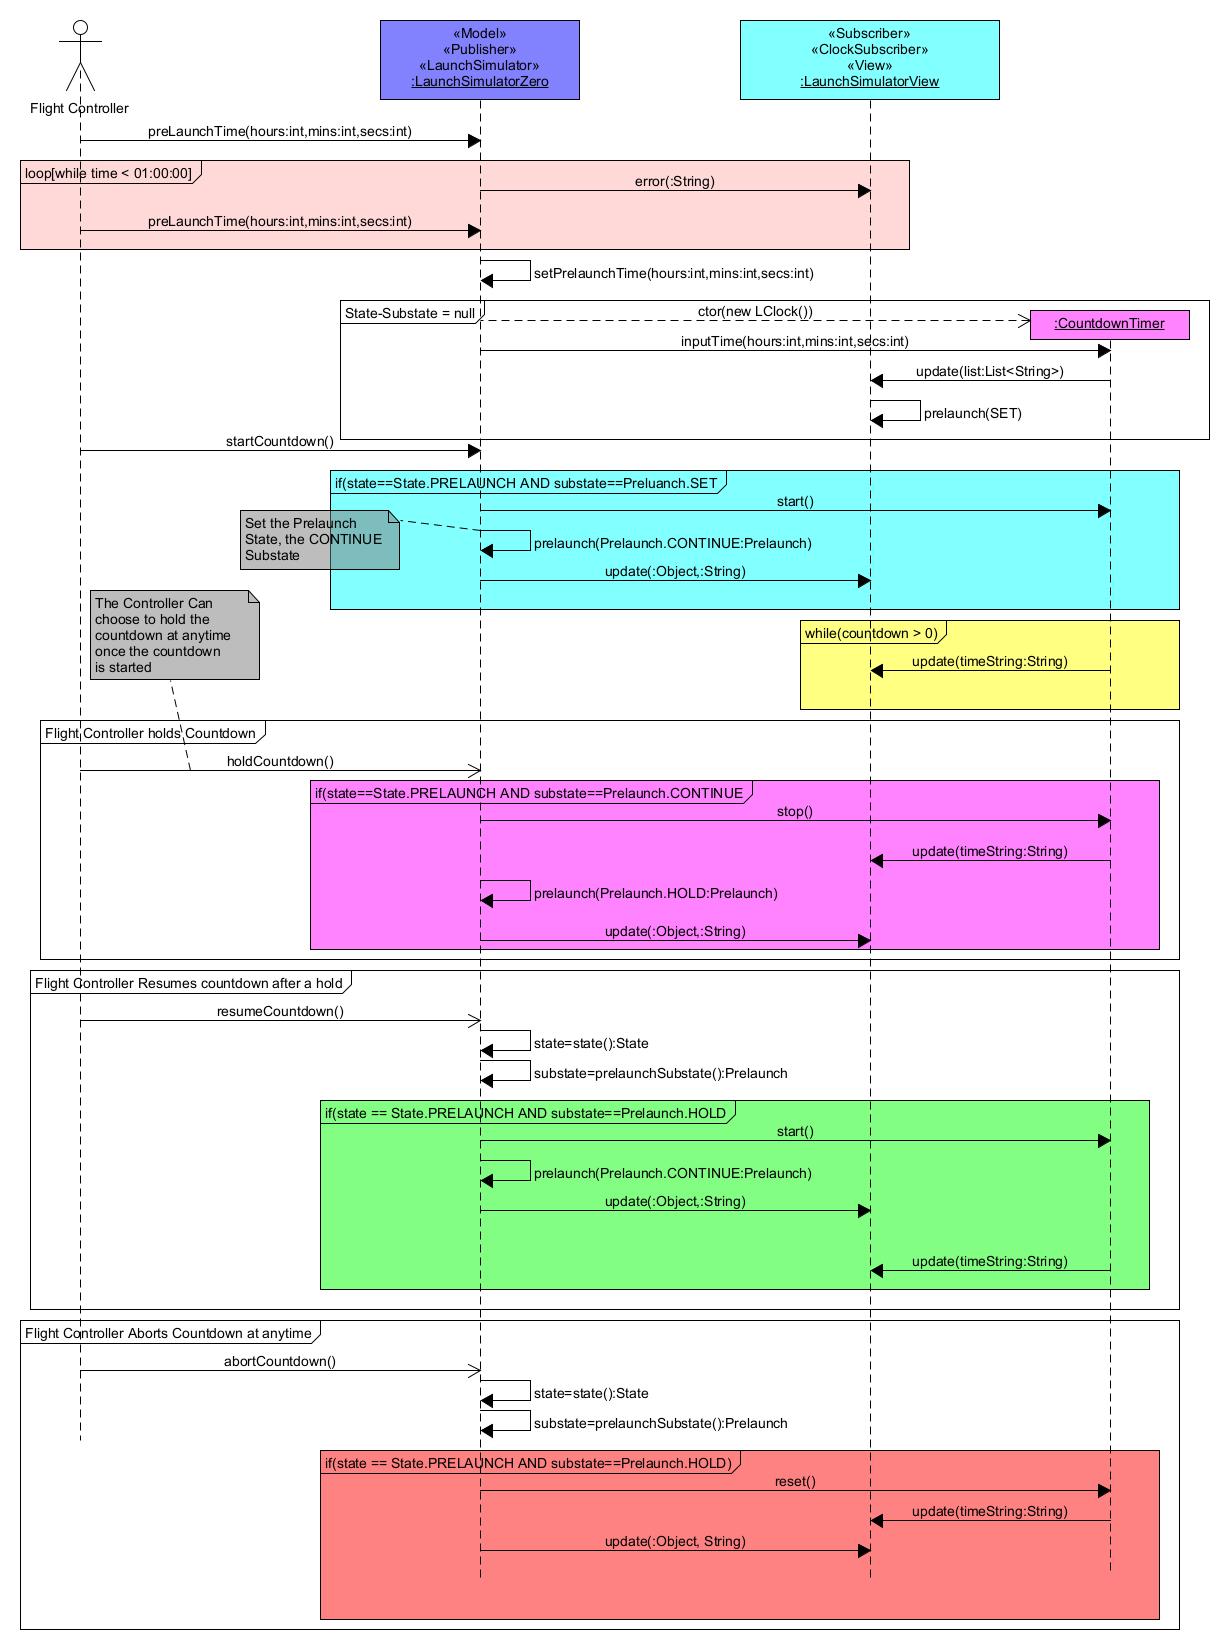 «Model»
«Publisher»
«LaunchSimulator»
:LaunchSimulatorZero
«Subscriber»
«ClockSubscriber»
«View»
:LaunchSimulatorView
Flight Controller
preLaunchTime(hours:int,mins:int,secs:int)
loop[while time < 01:00:00]
error(:String)
preLaunchTime(hours:int,mins:int,secs:int)
setPrelaunchTime(hours:int,mins:int,secs:int)
State-Substate = null
ctor(new LClock())
:CountdownTimer
inputTime(hours:int,mins:int,secs:int)
update(list:List<String>)
prelaunch(SET)
startCountdown()
if(state==State.PRELAUNCH AND substate==Preluanch.SET
start()
Set the Prelaunch
State, the CONTINUE
Substate
prelaunch(Prelaunch.CONTINUE:Prelaunch)
update(:Object,:String)
The Controller Can
choose to hold the
countdown at anytime
once the countdown
is started
while(countdown > 0)
update(timeString:String)
Flight Controller holds Countdown
holdCountdown()
if(state==State.PRELAUNCH AND substate==Prelaunch.CONTINUE
stop()
update(timeString:String)
prelaunch(Prelaunch.HOLD:Prelaunch)
update(:Object,:String)
Flight Controller Resumes countdown after a hold
resumeCountdown()
state=state():State
substate=prelaunchSubstate():Prelaunch
if(state == State.PRELAUNCH AND substate==Prelaunch.HOLD
start()
prelaunch(Prelaunch.CONTINUE:Prelaunch)
update(:Object,:String)
update(timeString:String)
Flight Controller Aborts Countdown at anytime
abortCountdown()
state=state():State
substate=prelaunchSubstate():Prelaunch
if(state == State.PRELAUNCH AND substate==Prelaunch.HOLD)
reset()
update(timeString:String)
update(:Object, String)